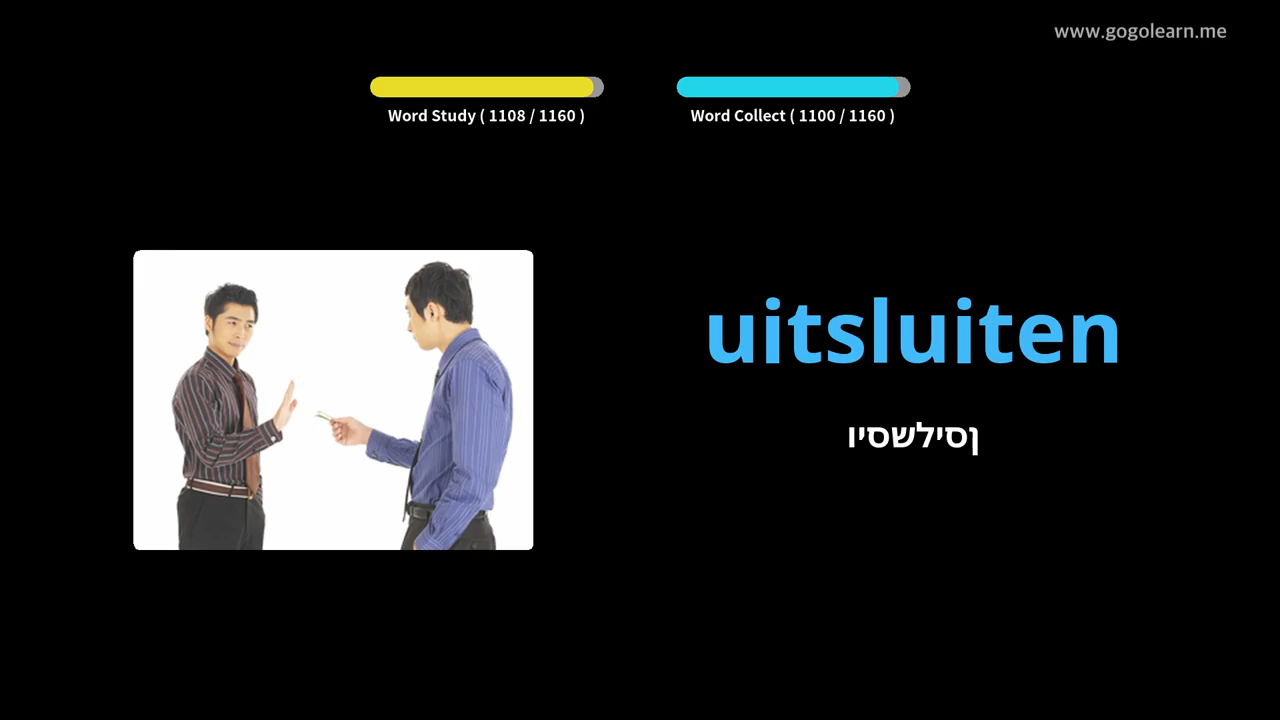 www.gogolearn.me
Word Study ( 1108 / 1160 )
Word Collect ( 1100 / 1160 )
uitsluiten
ןסילשסיו